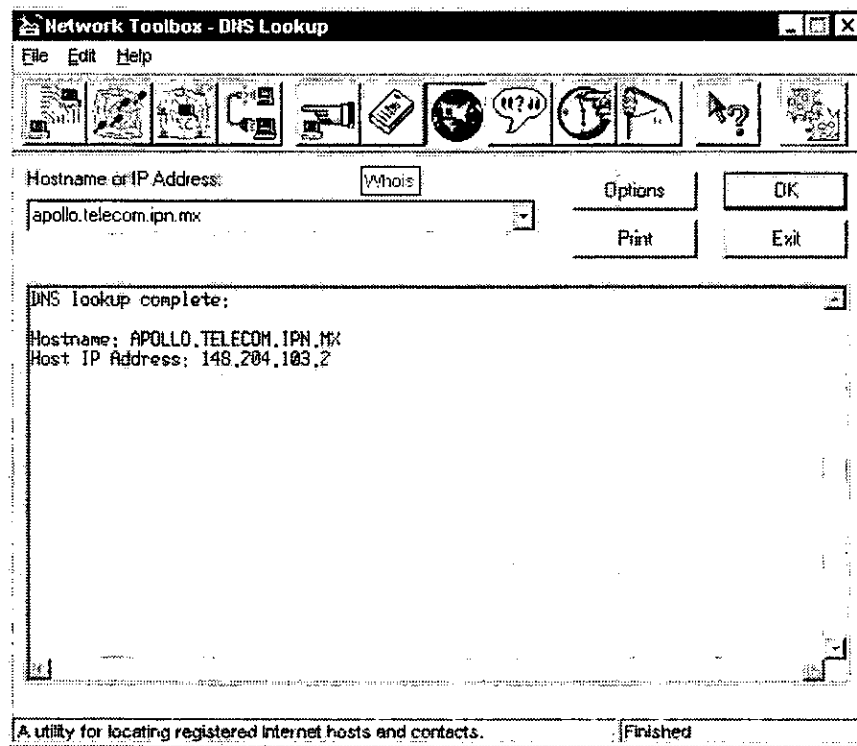 Network Toolbox - DNS Lookup
File Edit Help
Hostname or IP Address:
Whois
Options
OK
apollo.telecom.ipn.mx
Print
Exit
DNS lookup complete:
Hostname: APOLLO.TELECOM.IPN.MX
Host IP Address: 148.204.103.2
A utility for locating registered Internet hosts and contacts.
Finished